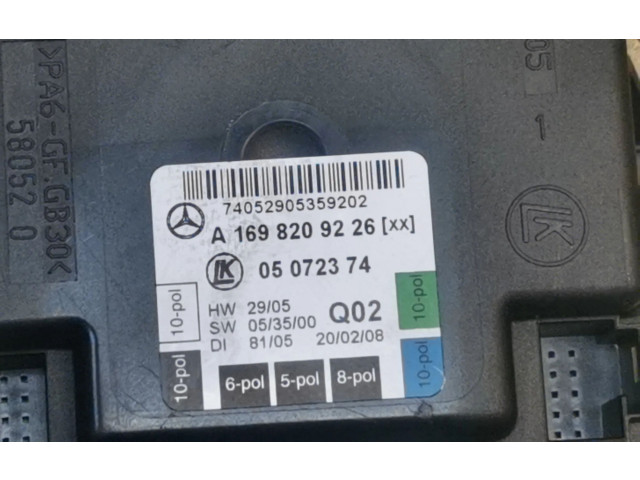 >PA6-GF.GB30<
58052 0
05
1
LK
74052905359202
A 169 820 92 26 [xx]
LK 05 0723 74
HW 29/05 Q02
SW 05/35/00
DI 81/05 20/02/08
10-pol
10-pol
10-pol
10-pol
6-pol 5-pol 8-pol